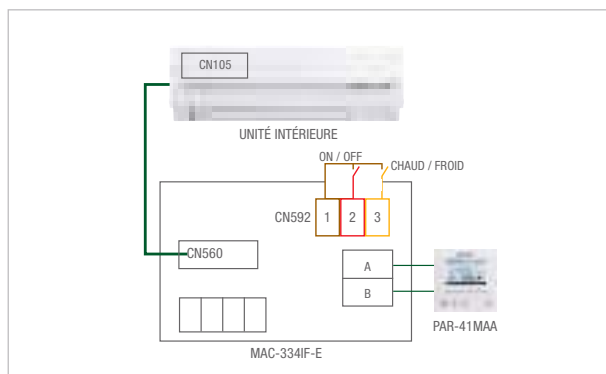 CN105
UNITÉ INTÉRIEURE
ON / OFF
CHAUD / FROID
CN592
1 2 3
CN560
A
B
PAR-41MAA
MAC-334IF-E